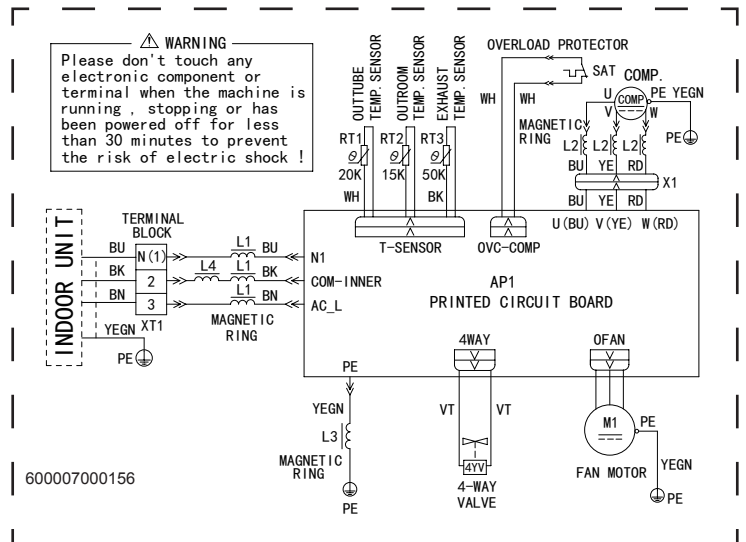 ⚠ WARNING
Please don't touch any
electronic component or
terminal when the machine is
running , stopping or has
been powered off for less
than 30 minutes to prevent
the risk of electric shock !
OUTTUBE
TEMP. SENSOR
OUTROOM
TEMP. SENSOR
EXHAUST
TEMP. SENSOR
RT1
RT2
RT3
θ
θ
θ
20K
15K
50K
WH
BK
T-SENSOR
OVERLOAD PROTECTOR
SAT
WH
WH
OVC-COMP
COMP.
U
COMP
PE
YEGN
V
W
PE
MAGNETIC
RING
L2
L2
L2
BU
YE
RD
X1
BU
YE
RD
U(BU)
V(YE)
W(RD)
INDOOR UNIT
TERMINAL
BLOCK
BU
N(1)
L1
BU
N1
BK
2
L4
L1
BK
COM-INNER
BN
3
L1
BN
AC_L
YEGN
XT1
MAGNETIC
RING
PE
AP1
PRINTED CIRCUIT BOARD
PE
YEGN
L3
MAGNETIC
RING
PE
4WAY
VT
VT
4YV
4-WAY
VALVE
OFAN
M1
PE
YEGN
FAN MOTOR
PE
600007000156